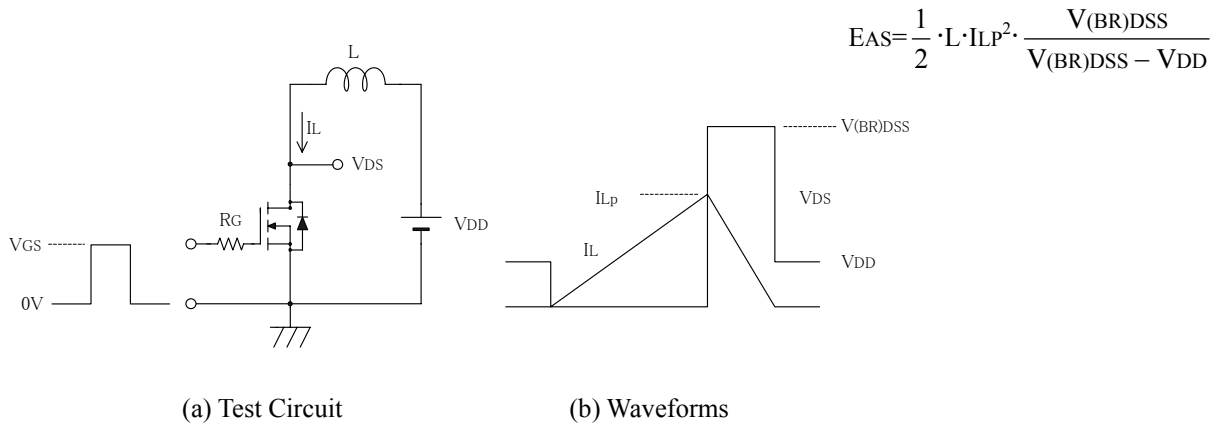 EAS=1/2·L·ILP²·V(BR)DSS/V(BR)DSS – VDD
L
IL
VDS
RG
VDD
VGS
0V
V(BR)DSS
ILp
VDS
IL
VDD
(a) Test Circuit
(b) Waveforms